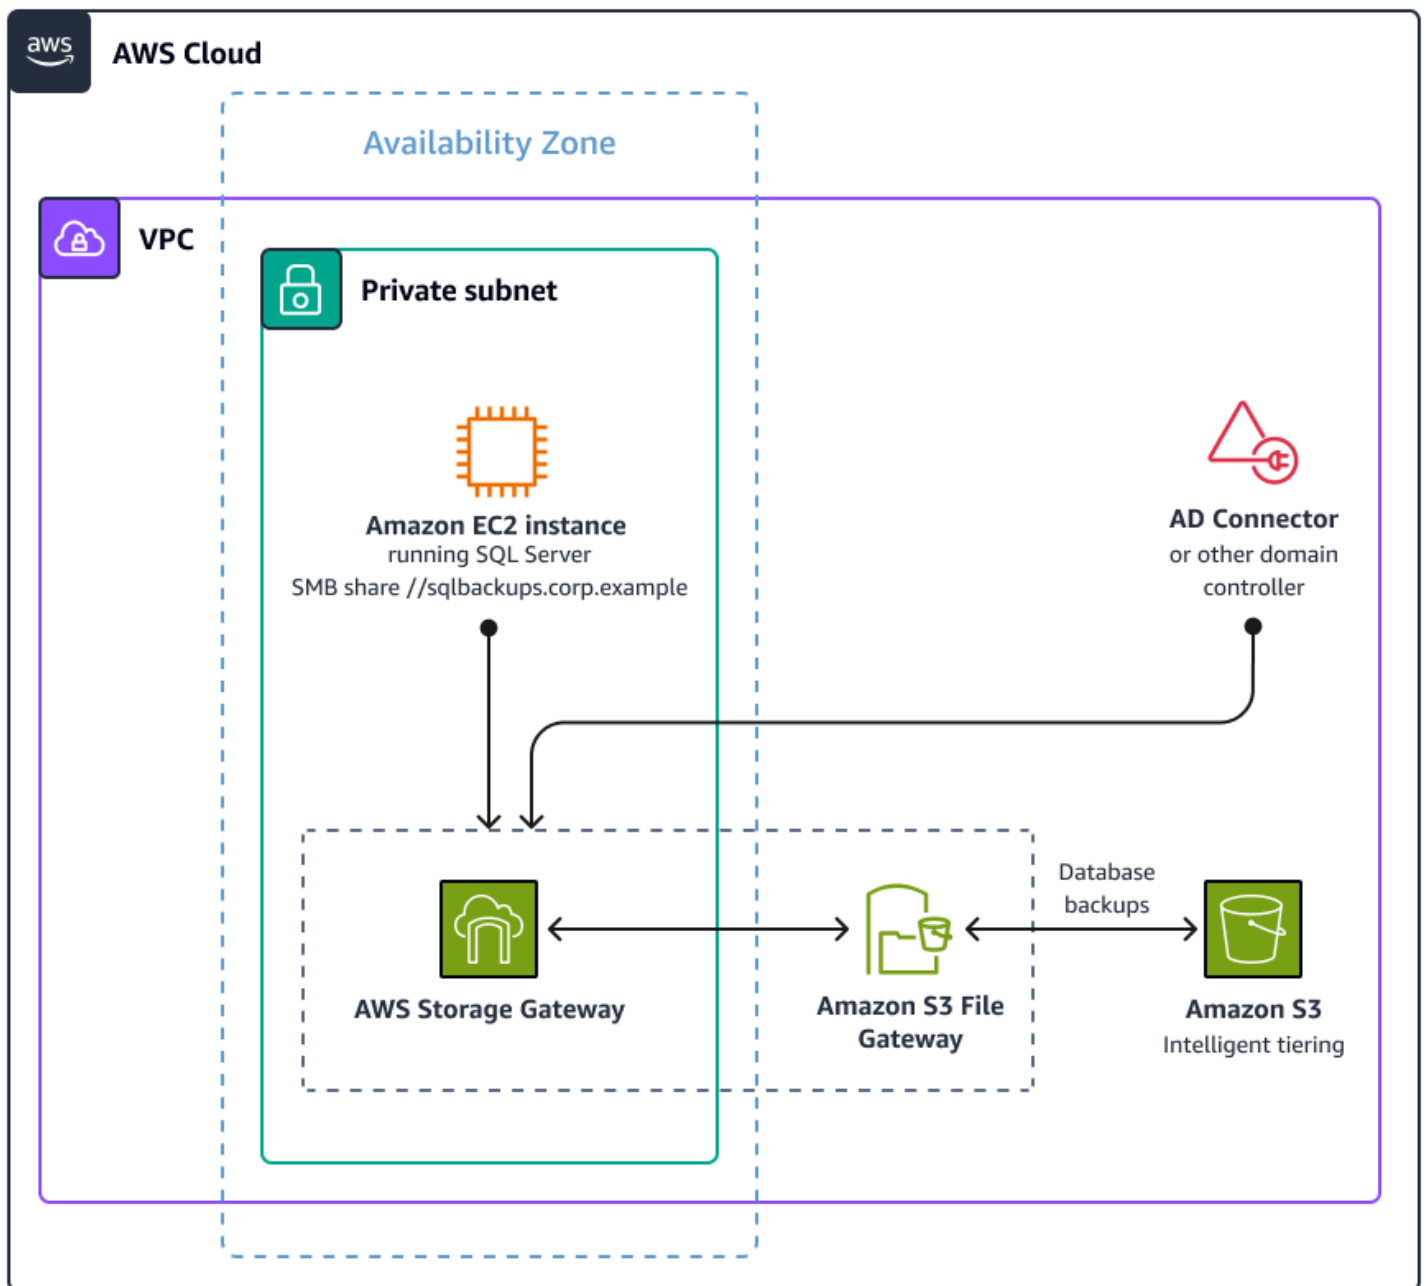 aws
AWS Cloud
Availability Zone
VPC
Private subnet
Amazon EC2 instance
running SQL Server
SMB share //sqlbackups.corp.example
AD Connector
or other domain
controller
Database
backups
AWS Storage Gateway
Amazon S3 File
Gateway
Amazon S3
Intelligent tiering